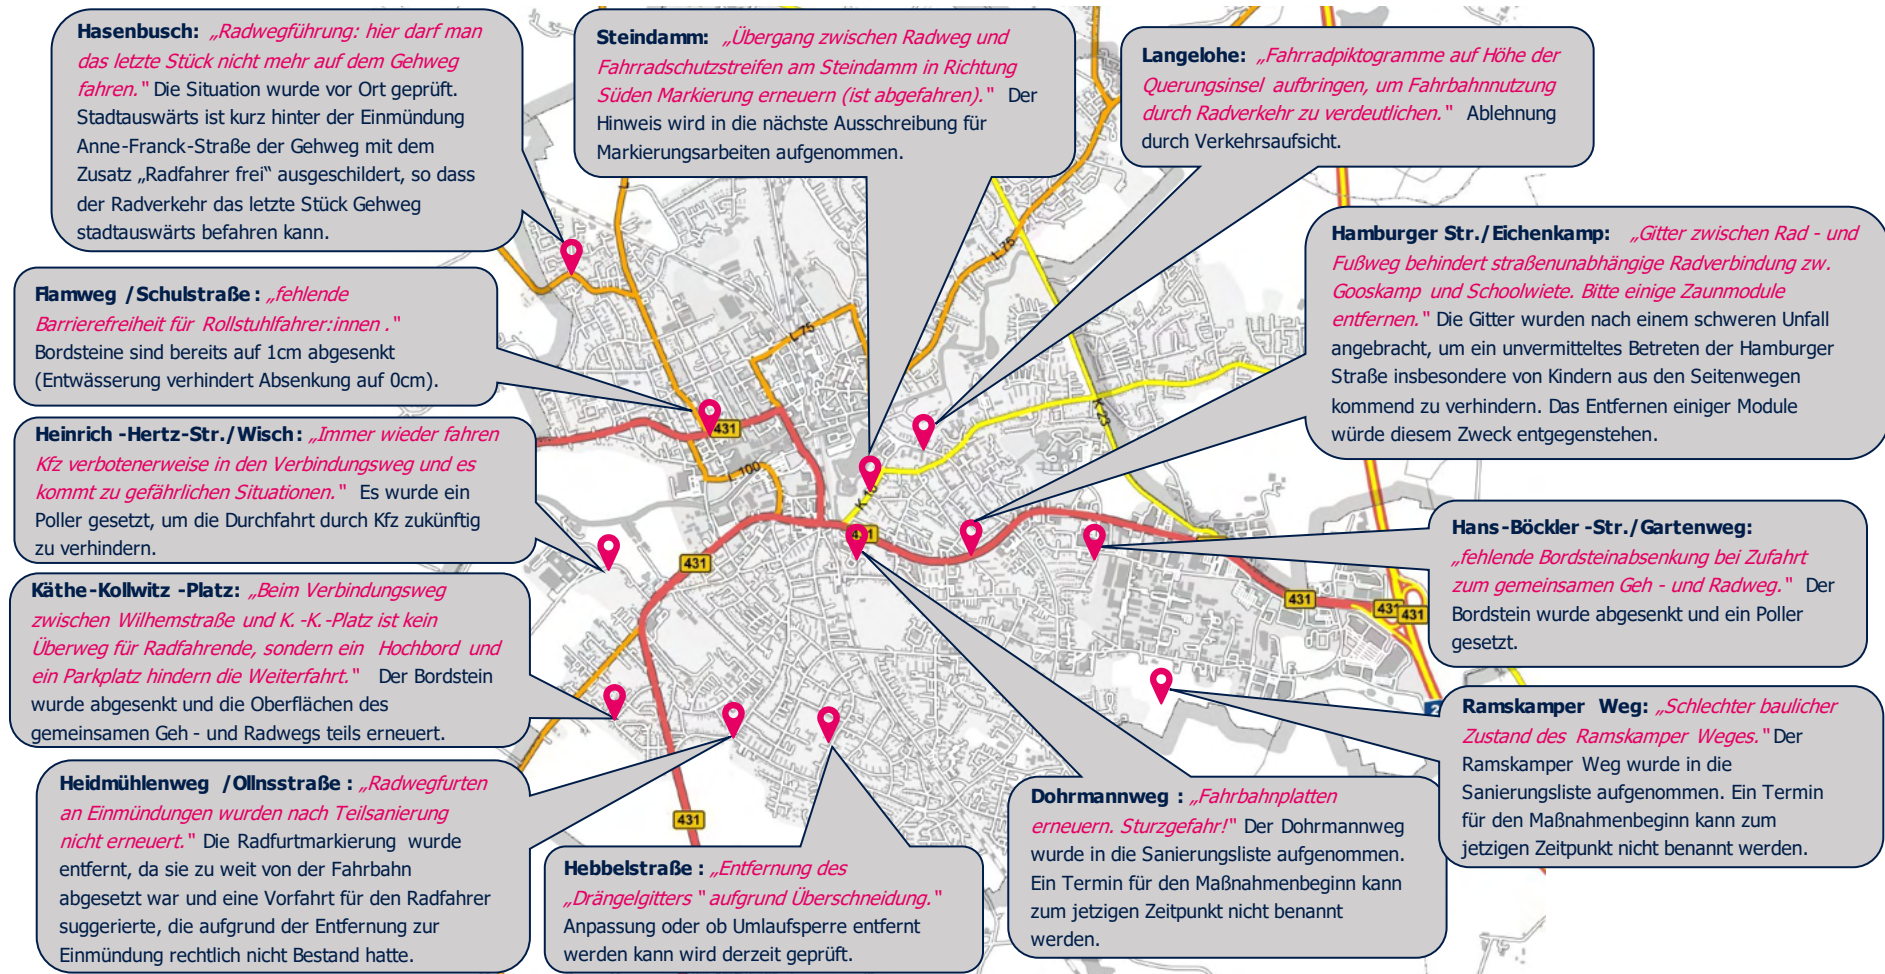 Hasenbusch: „Radwegführung: hier darf man
das letzte Stück nicht mehr auf dem Gehweg
fahren." Die Situation wurde vor Ort geprüft.
Stadtauswärts ist kurz hinter der Einmündung
Anne-Franck-Straße der Gehweg mit dem
Zusatz „Radfahrer frei“ ausgeschildert, so dass
der Radverkehr das letzte Stück Gehweg
stadtauswärts befahren kann.
Steindamm: „Übergang zwischen Radweg und
Fahrradschutzstreifen am Steindamm in Richtung
Süden Markierung erneuern (ist abgefahren)." Der
Hinweis wird in die nächste Ausschreibung für
Markierungsarbeiten aufgenommen.
Langelohe: „Fahrradpiktogramme auf Höhe der
Querungsinsel aufbringen, um Fahrbahnnutzung
durch Radverkehr zu verdeutlichen." Ablehnung
durch Verkehrsaufsicht.
Hamburger Str./Eichenkamp: „Gitter zwischen Rad - und
Fußweg behindert straßenunabhängige Radverbindung zw.
Gooskamp und Schoolwiete. Bitte einige Zaunmodule
entfernen." Die Gitter wurden nach einem schweren Unfall
angebracht, um ein unvermitteltes Betreten der Hamburger
Straße insbesondere von Kindern aus den Seitenwegen
kommend zu verhindern. Das Entfernen einiger Module
würde diesem Zweck entgegenstehen.
Flamweg /Schulstraße : „fehlende
Barrierefreiheit für Rollstuhlfahrer:innen ."
Bordsteine sind bereits auf 1cm abgesenkt
(Entwässerung verhindert Absenkung auf 0cm).
Heinrich -Hertz-Str./Wisch : „Immer wieder fahren
Kfz verbotenerweise in den Verbindungsweg und es
kommt zu gefährlichen Situationen." Es wurde ein
Poller gesetzt, um die Durchfahrt durch Kfz zukünftig
zu verhindern.
Hans-Böckler -Str./Gartenweg:
„fehlende Bordsteinabsenkung bei Zufahrt
zum gemeinsamen Geh - und Radweg." Der
Bordstein wurde abgesenkt und ein Poller
gesetzt.
Käthe-Kollwitz -Platz: „Beim Verbindungsweg
zwischen Wilhemstraße und K. -K.-Platz ist kein
Überweg für Radfahrende, sondern ein Hochbord und
ein Parkplatz hindern die Weiterfahrt." Der Bordstein
wurde abgesenkt und die Oberflächen des
gemeinsamen Geh - und Radwegs teils erneuert.
Ramskamper Weg: „Schlechter baulicher
Zustand des Ramskamper Weges." Der
Ramskamper Weg wurde in die
Sanierungsliste aufgenommen. Ein Termin
für den Maßnahmenbeginn kann zum
jetzigen Zeitpunkt nicht benannt werden.
Heidmühlenweg /Ollnsstraße : „Radwegfurten
an Einmündungen wurden nach Teilsanierung
nicht erneuert." Die Radfurtmarkierung wurde
entfernt, da sie zu weit von der Fahrbahn
abgesetzt war und eine Vorfahrt für den Radfahrer
suggerierte, die aufgrund der Entfernung zur
Einmündung rechtlich nicht Bestand hatte.
Hebbelstraße : „Entfernung des
„Drängelgitters " aufgrund Überschneidung."
Anpassung oder ob Umlaufsperre entfernt
werden kann wird derzeit geprüft.
Dohrmannweg : „Fahrbahnplatten
erneuern. Sturzgefahr!" Der Dohrmannweg
wurde in die Sanierungsliste aufgenommen.
Ein Termin für den Maßnahmenbeginn kann
zum jetzigen Zeitpunkt nicht benannt
werden.
L 75
L 75
K 23
431
L 100
K 18
431
431
431
431
431
431
2